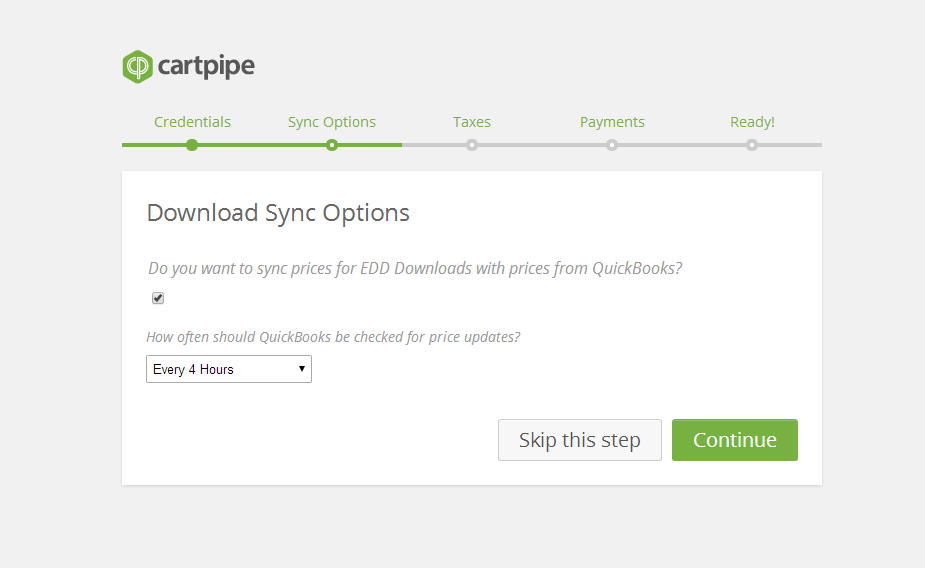 cartpipe
Credentials Sync Options Taxes Payments Ready!
Download Sync Options
Do you want to sync prices for EDD Downloads with prices from QuickBooks?
How often should QuickBooks be checked for price updates?
Every 4 Hours
Skip this step Continue